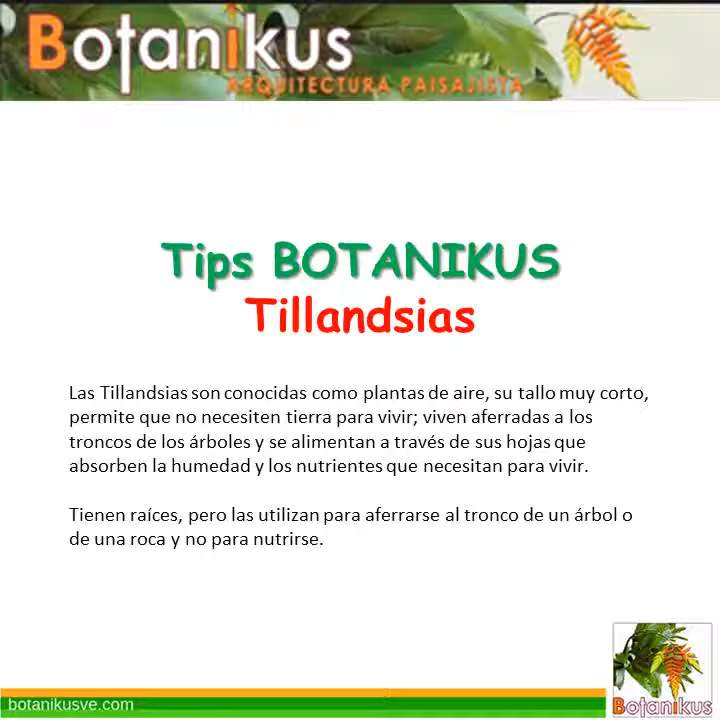 Botanikus
ARQUITECTURA PAISAJISTA
Tips BOTANIKUS
Tillandsias
Las Tillandsias son conocidas como plantas de aire, su tallo muy corto,
permite que no necesiten tierra para vivir; viven aferradas a los
troncos de los árboles y se alimentan a través de sus hojas que
absorben la humedad y los nutrientes que necesitan para vivir.
Tienen raíces, pero las utilizan para aferrarse al tronco de un árbol o
de una roca y no para nutrirse.
botanikusve.com
Botanikus